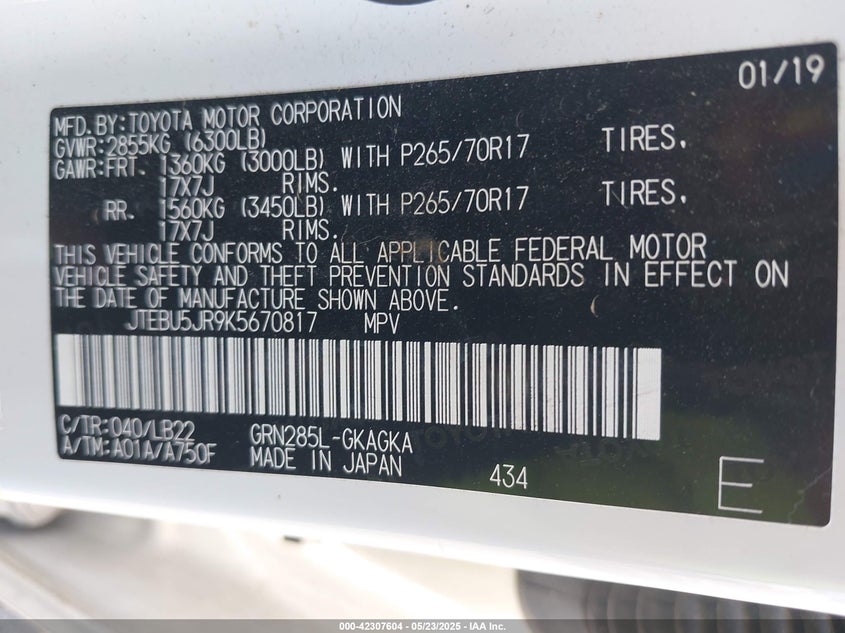 01/19
MFD.BY:TOYOTA MOTOR CORPORATION
GVWR:2855KG (6300LB)
GAWR:FRT. 1360KG (3000LB) WITH P265/70R17 TIRES.
17X7J RIMS.
RR. 1560KG (3450LB) WITH P265/70R17 TIRES.
17X7J RIMS.
THIS VEHICLE CONFORMS TO ALL APPLICABLE FEDERAL MOTOR
VEHICLE SAFETY AND THEFT PREVENTION STANDARDS IN EFFECT ON
THE DATE OF MANUFACTURE SHOWN ABOVE.
JTEBU5JR9K5670817 MPV
C/TR:040/LB22 GRN285L-GKAGKA
A/TM:A01A/A750F MADE IN JAPAN
434
E
000-42307604 - 05/23/2025 - IAA Inc.